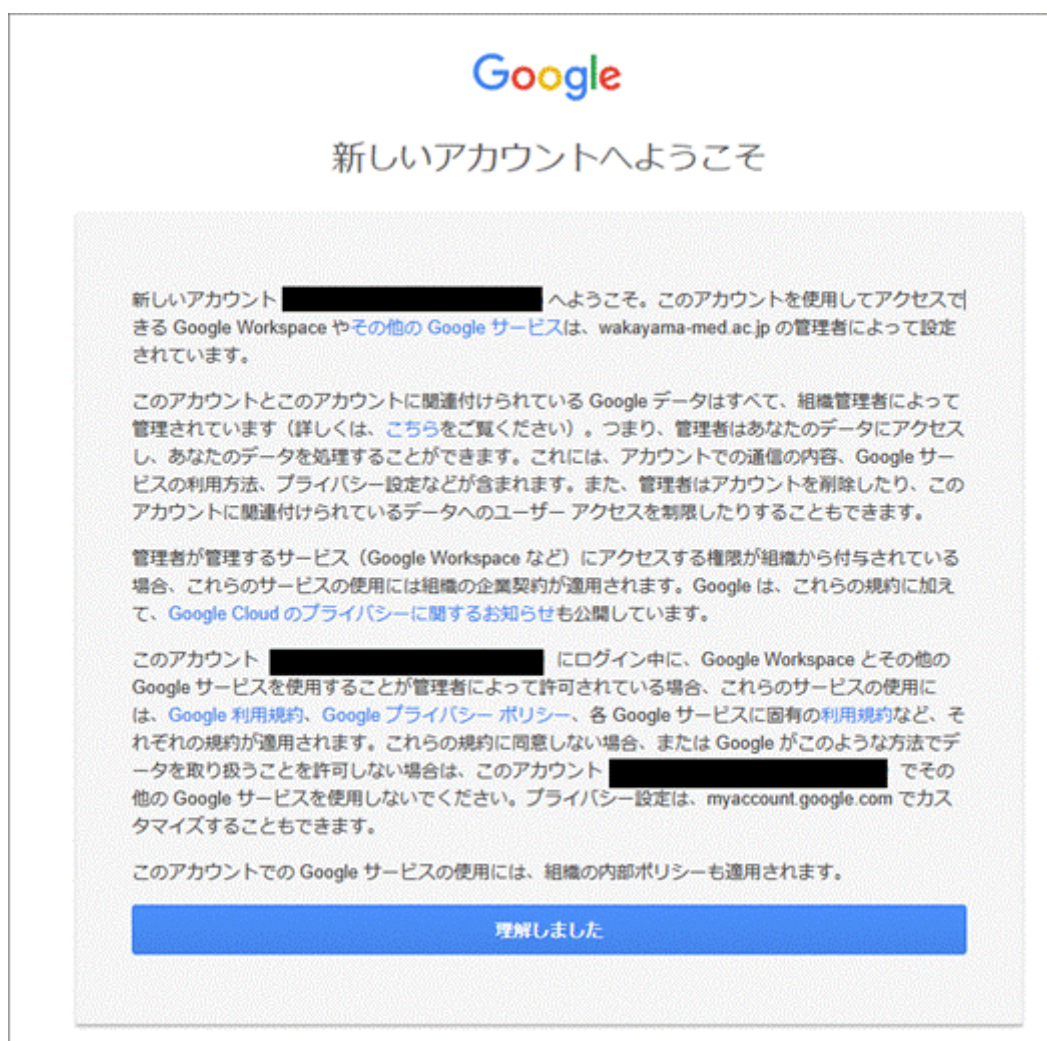 Google
新しいアカウントへようこそ
新しいアカウント へようこそ。このアカウントを使用してアクセスで
きる Google Workspace やその他の Google サービスは、wakayama-med.ac.jp の管理者によって設定
されています。
このアカウントとこのアカウントに関連付けられている Google データはすべて、組織管理者によって
管理されています（詳しくは、こちらをご覧ください）。つまり、管理者はあなたのデータにアクセス
し、あなたのデータを処理することができます。これには、アカウントでの通信の内容、Google サー
ビスの利用方法、プライバシー設定などが含まれます。また、管理者はアカウントを削除したり、この
アカウントに関連付けられているデータへのユーザー アクセスを制限したりすることもできます。
管理者が管理するサービス（Google Workspace など）にアクセスする権限が組織から付与されている
場合、これらのサービスの使用には組織の企業契約が適用されます。Google は、これらの規約に加え
て、Google Cloud のプライバシーに関するお知らせも公開しています。
このアカウント にログイン中に、Google Workspace とその他の
Google サービスを使用することが管理者によって許可されている場合、これらのサービスの使用に
は、Google 利用規約、Google プライバシー ポリシー、各 Google サービスに固有の利用規約など、そ
れぞれの規約が適用されます。これらの規約に同意しない場合、または Google がこのような方法でデ
ータを取り扱うことを許可しない場合は、このアカウント でその
他の Google サービスを使用しないでください。プライバシー設定は、myaccount.google.com でカス
タマイズすることもできます。
このアカウントでの Google サービスの使用には、組織の内部ポリシーも適用されます。
理解しました